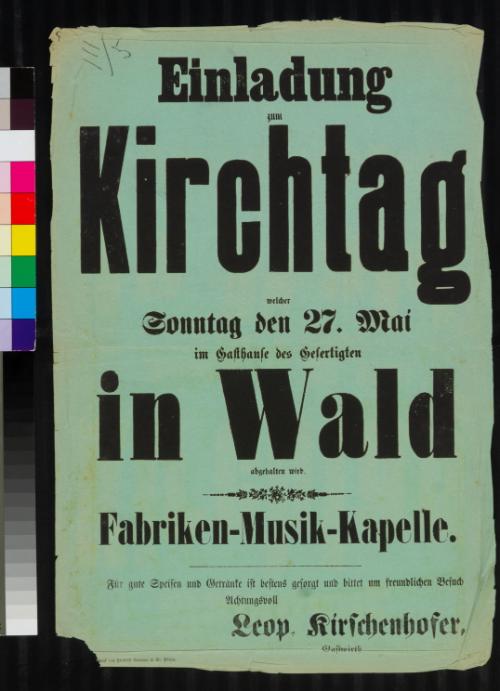 III/5
Einladung
zum
Kirchtag
welcher
Sonntag den 27. Mai
im Gasthause des Gefertigten
in Wald
abgehalten wird.
Fabriken-Musik-Kapelle.
Für gute Speisen und Getränke ist bestens gesorgt und bittet um freundlichen Besuch
Achtungsvoll
Leop. Kirschenhofer,
Gastwirth